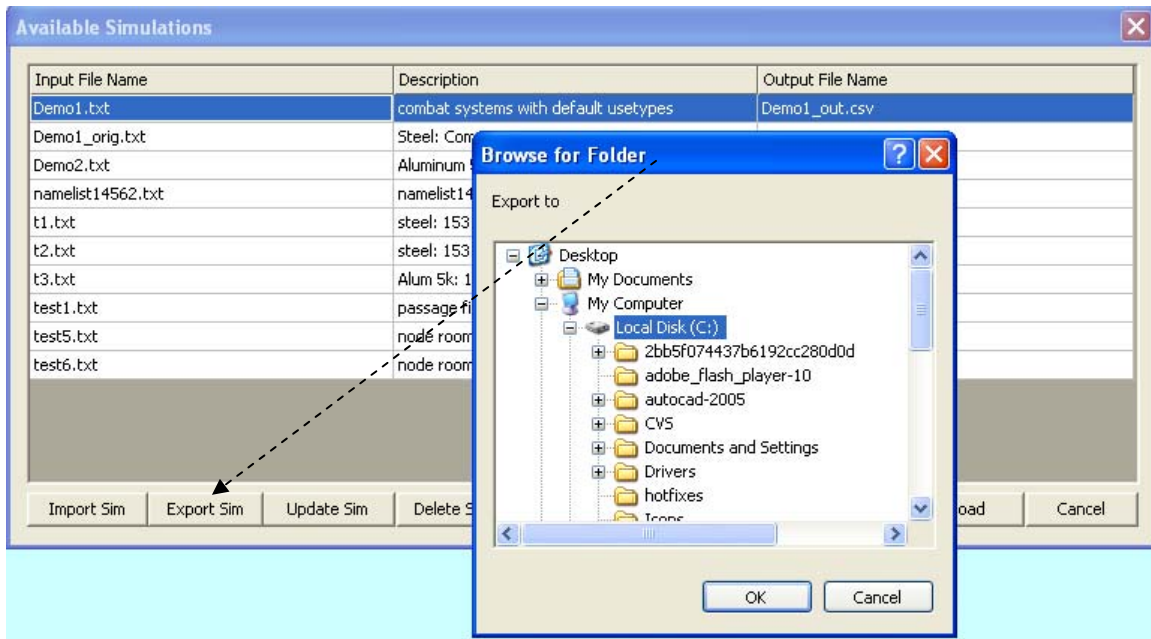 Available Simulations
Input File Name Description Output File Name
Demo1.txt combat systems with default usetypes Demo1_out.csv
Demo1_orig.txt Steel: Com
Demo2.txt Aluminum
namelist14562.txt namelist14
t1.txt steel: 153
t2.txt steel: 153
t3.txt Alum 5k: 1
test1.txt passage fi
test5.txt node room
test6.txt node room
Import Sim Export Sim Update Sim Delete S oad Cancel
Browse for Folder
Export to
Desktop
My Documents
My Computer
Local Disk (C:)
2bb5f074437b6192cc280d0d
adobe_flash_player-10
autocad-2005
CVS
Documents and Settings
Drivers
hotfixes
Icons
OK Cancel